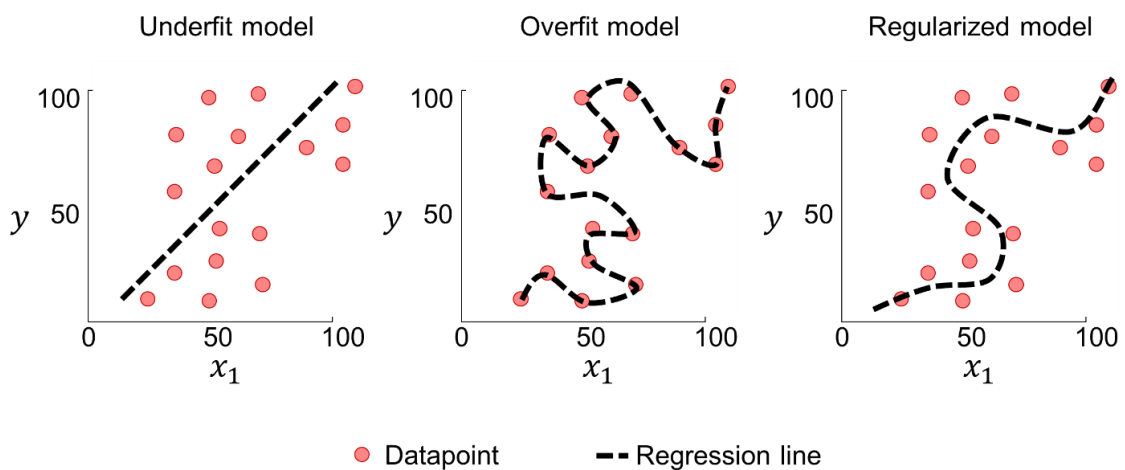 Underfit model
100
y
50
0
50
100
x₁
Overfit model
100
y
50
0
50
100
x₁
Regularized model
100
y
50
0
50
100
x₁
Datapoint
Regression line